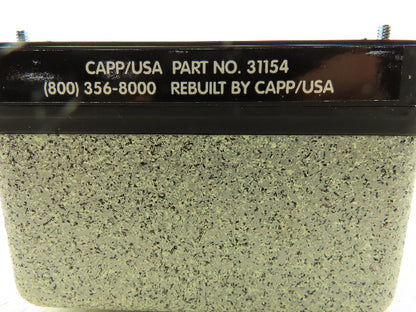 CAPP/USA PART NO. 31154
(800) 356-8000 REBUILT BY CAPP/USA